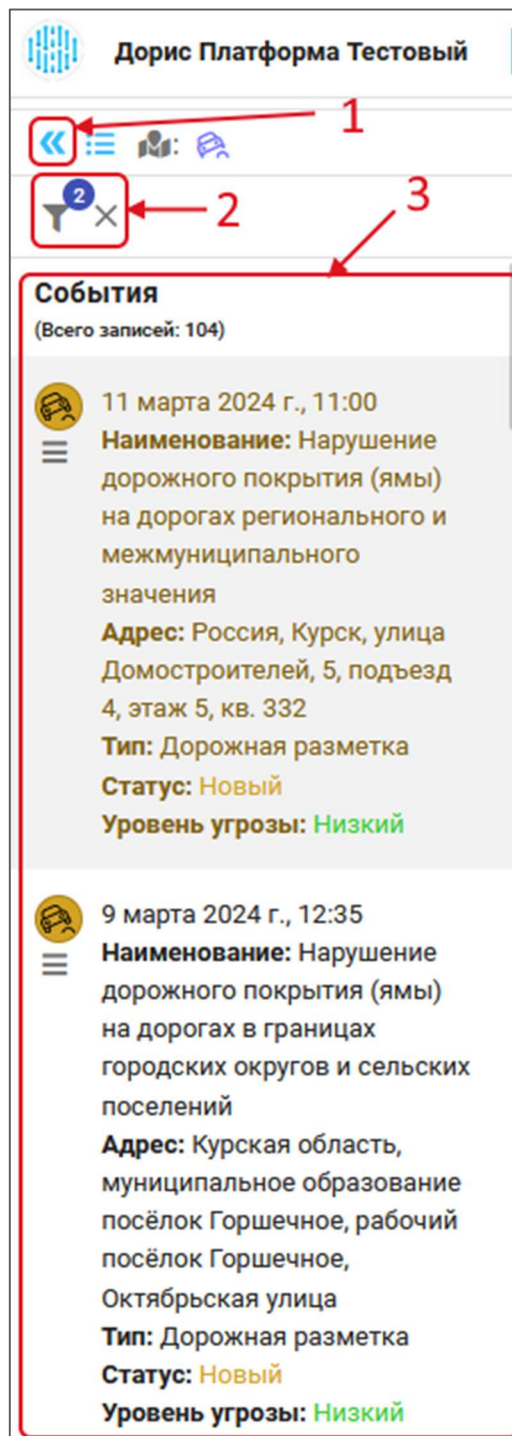 Дорис Платформа Тестовый
1
:
2
2
3
События
(Всего записей: 104)
11 марта 2024 г., 11:00
Наименование: Нарушение
дорожного покрытия (ямы)
на дорогах регионального и
межмуниципального
значения
Адрес: Россия, Курск, улица
Домостроителей, 5, подъезд
4, этаж 5, кв. 332
Тип: Дорожная разметка
Статус: Новый
Уровень угрозы: Низкий
9 марта 2024 г., 12:35
Наименование: Нарушение
дорожного покрытия (ямы)
на дорогах в границах
городских округов и сельских
поселений
Адрес: Курская область,
муниципальное образование
посёлок Горшечное, рабочий
посёлок Горшечное,
Октябрьская улица
Тип: Дорожная разметка
Статус: Новый
Уровень угрозы: Низкий